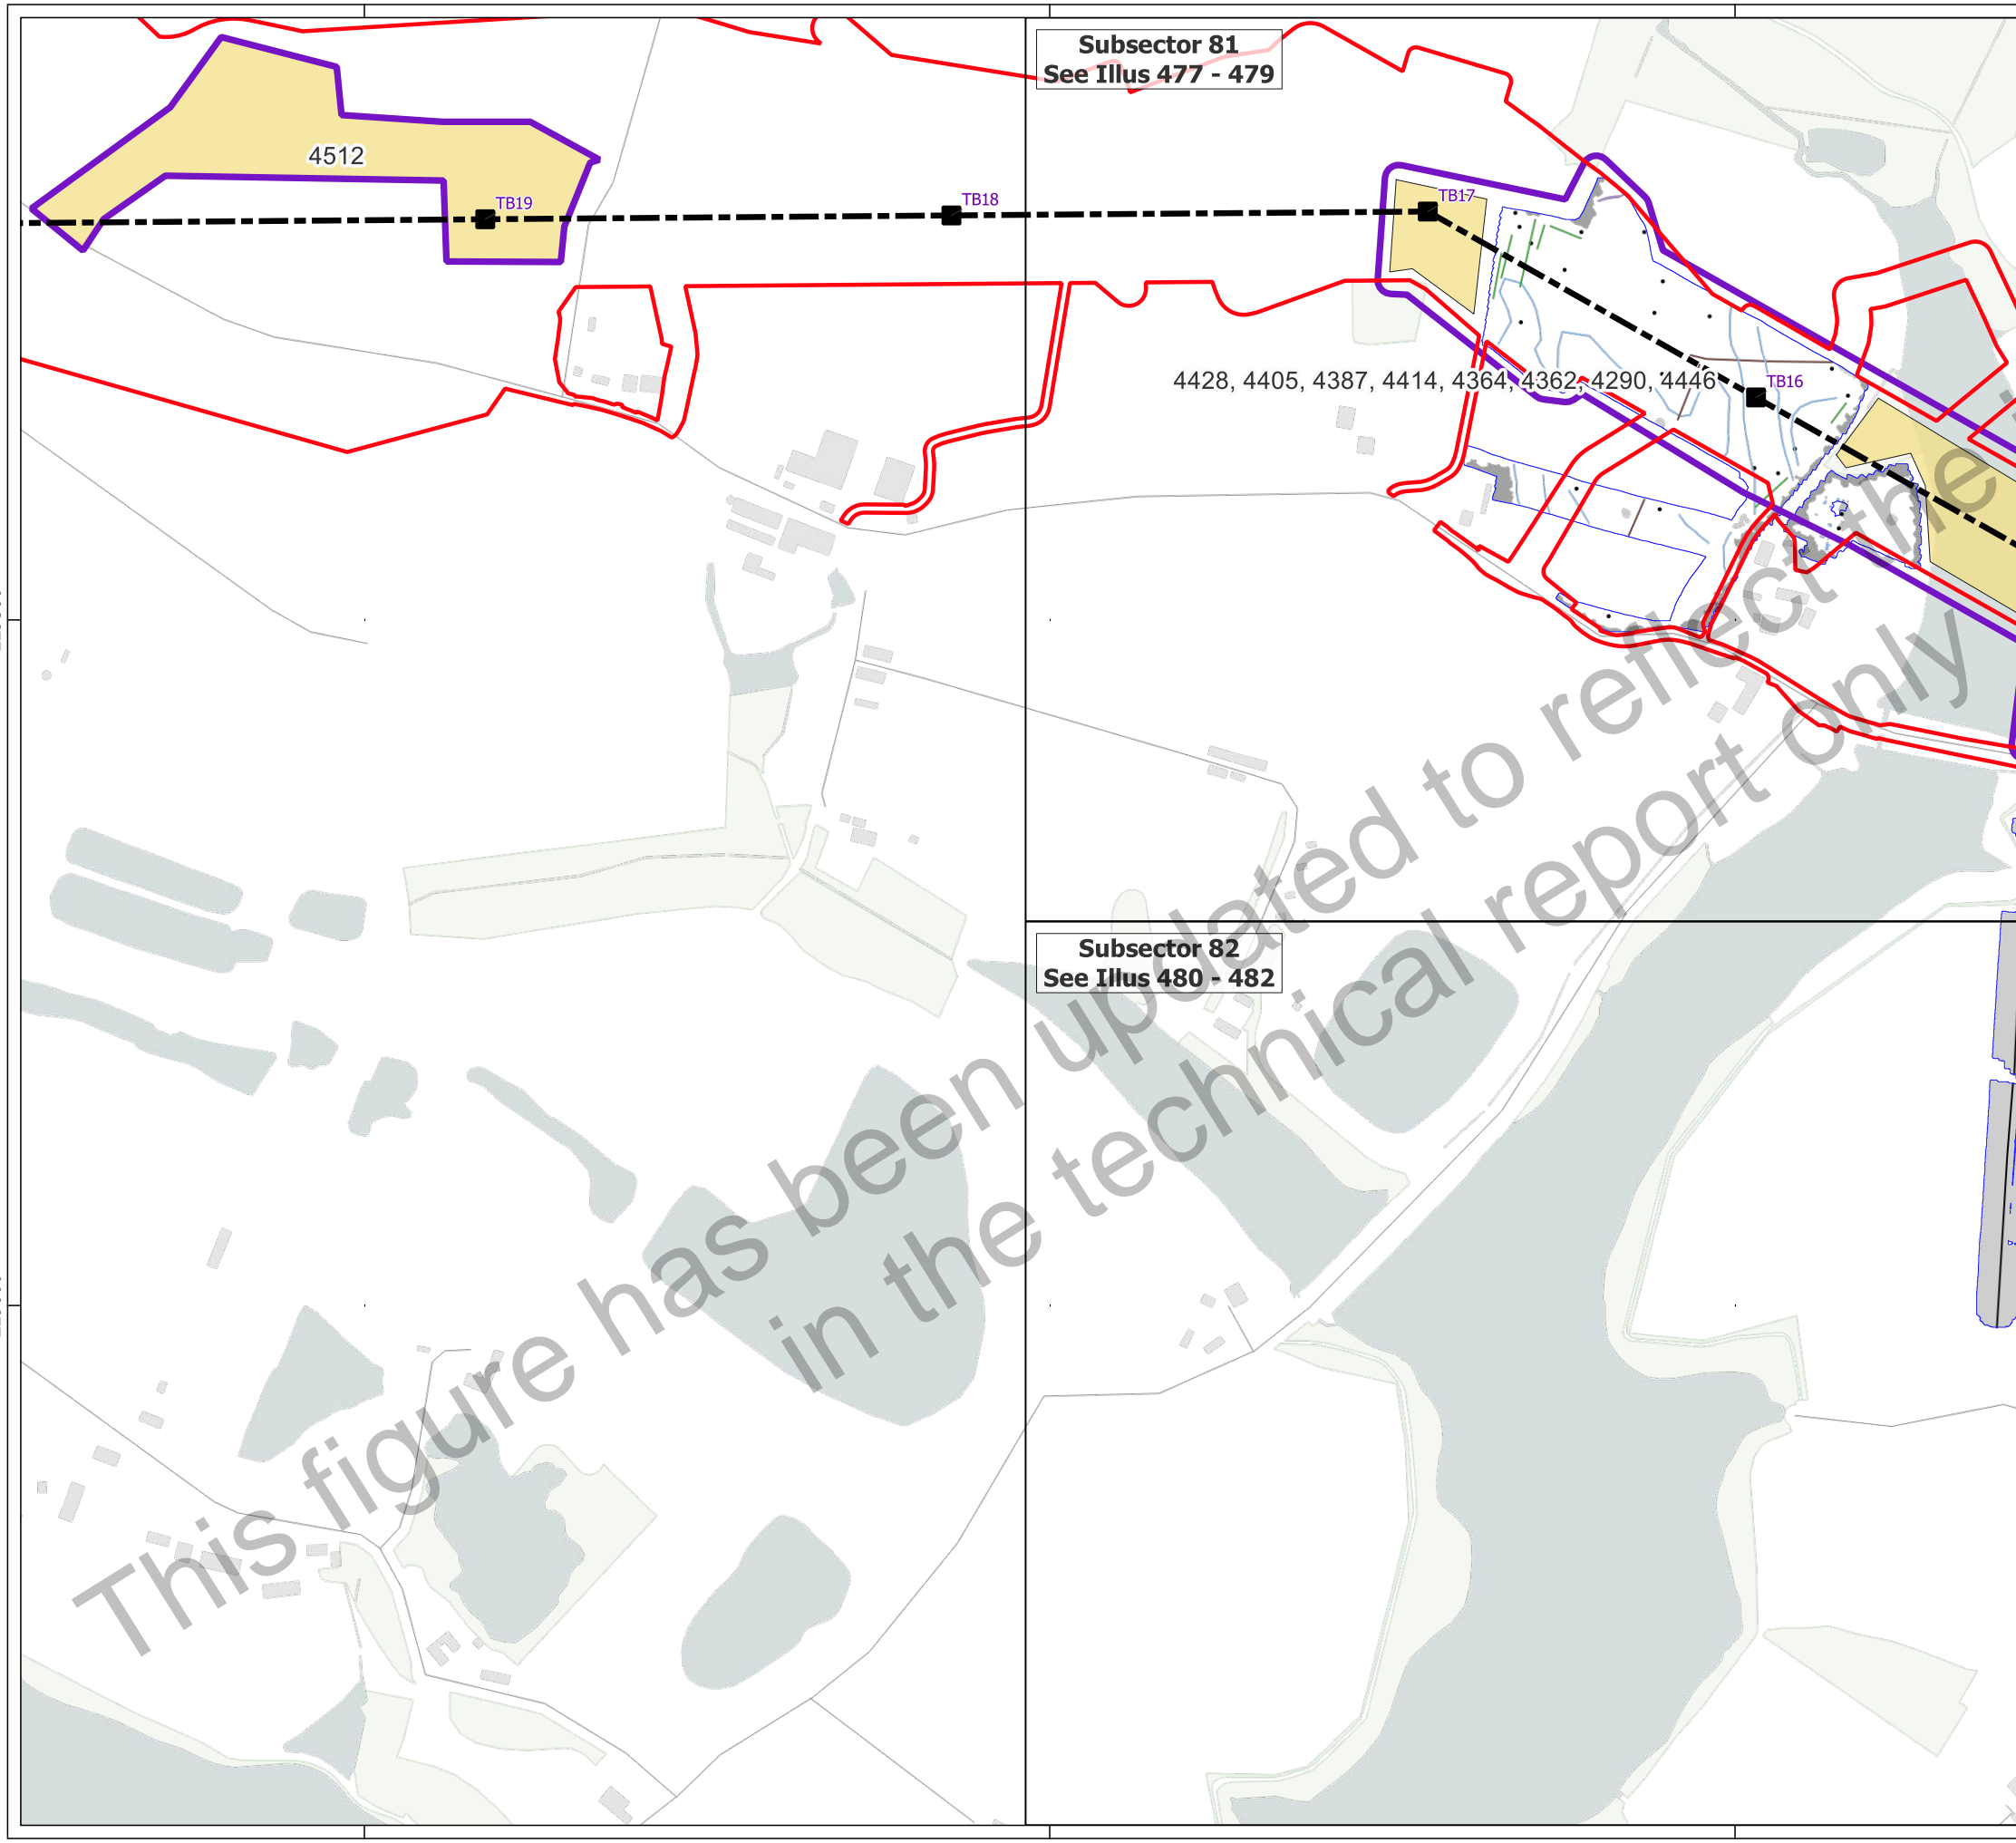 Subsector 81
See Illus 477 - 479
4512
TB19
TB18
TB17
4428, 4405, 4387, 4414, 4364, 4362, 4290, 4446
TB16
Subsector 82
See Illus 480 - 482
This figure has been updated to reflect the
in the technical report only